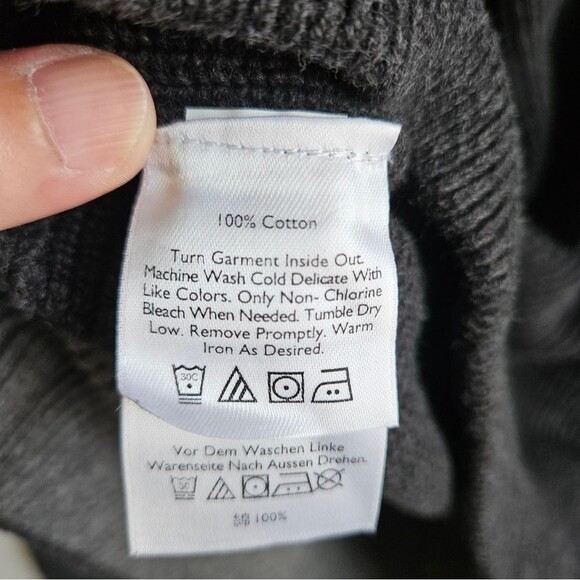 100% Cotton
Turn Garment Inside Out.
Machine Wash Cold Delicate With
Like Colors. Only Non- Chlorine
Bleach When Needed. Tumble Dry
Low. Remove Promptly. Warm
Iron As Desired.
30C
Vor Dem Waschen Linke
Warenseite Nach Aussen Drehen.
100%